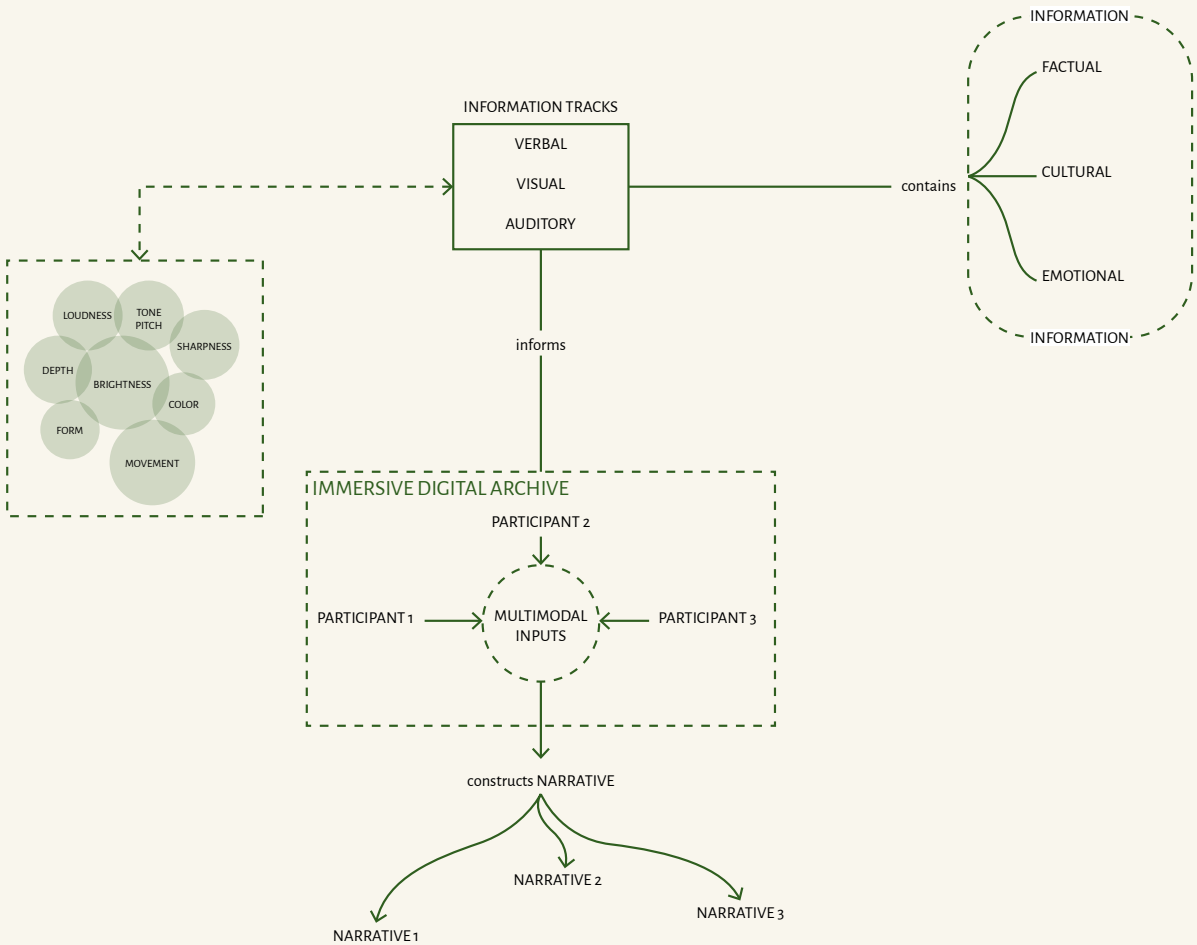 INFORMATION
FACTUAL
CULTURAL
EMOTIONAL
INFORMATION
INFORMATION TRACKS
VERBAL
VISUAL
AUDITORY
contains
LOUDNESS
TONE
PITCH
SHARPNESS
DEPTH
BRIGHTNESS
COLOR
FORM
MOVEMENT
informs
IMMERSIVE DIGITAL ARCHIVE
PARTICIPANT 2
PARTICIPANT 1
MULTIMODAL
INPUTS
PARTICIPANT 3
constructs NARRATIVE
NARRATIVE 2
NARRATIVE 3
NARRATIVE 1